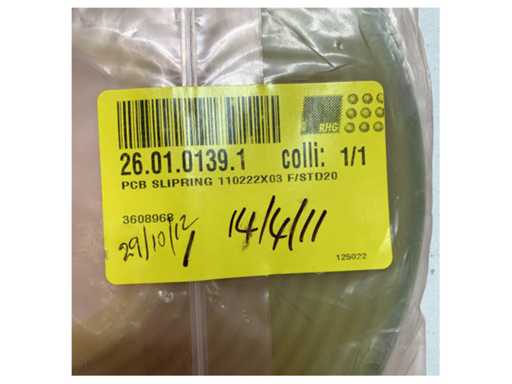 RHG
26.01.0139.1 colli: 1/1
PCB SLIPRING 110222X03 F/STD20
3608968
29/10/12 1 14/4/11
125022